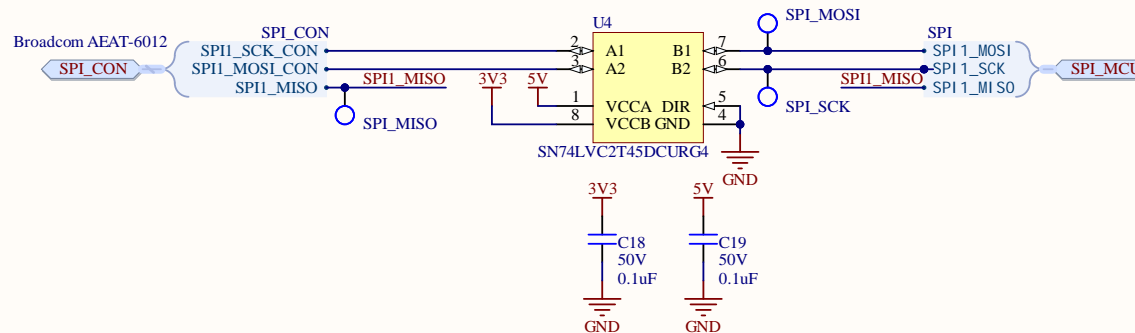 U4
SPI_CON
SPI_MOSI
SPI
Broadcom AEAT-6012
SPI_CON
SPI1_SCK_CON
SPI1_MOSI_CON
SPI1_MISO
SPI1_MISO
SPI_MISO
2 A1 B1 7
3 A2 B2 6
1 VCCA DIR 5
8 VCCB GND 4
3V3
5V
SN74LVC2T45DCURG4
SPI1_MOSI
SPI1_SCK
SPI1_MISO
SPI1_MISO
SPI_MCU
SPI_SCK
GND
3V3
C18
50V
0.1uF
GND
5V
C19
50V
0.1uF
GND